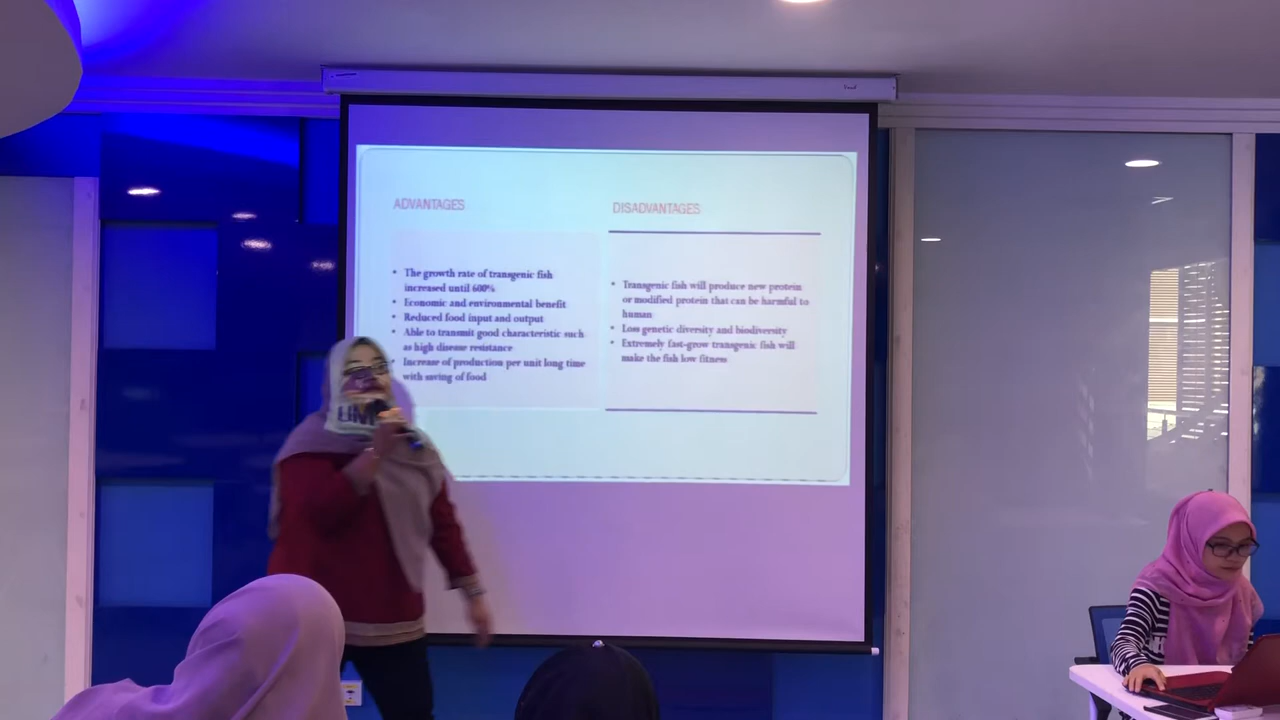 ADVANTAGES
• The growth rate of transgenic fish
increased until 600%
• Economic and environmental benefit
• Reduced food input and output
• Able to transmit good characteristic such
as high disease resistance
• Increase of production per unit long time
with saving of food
DISADVANTAGES
• Transgenic fish will produce new protein
or modified protein that can be harmful to
human
• Loss genetic diversity and biodiversity
• Extremely fast-grow transgenic fish will
make the fish low fitness